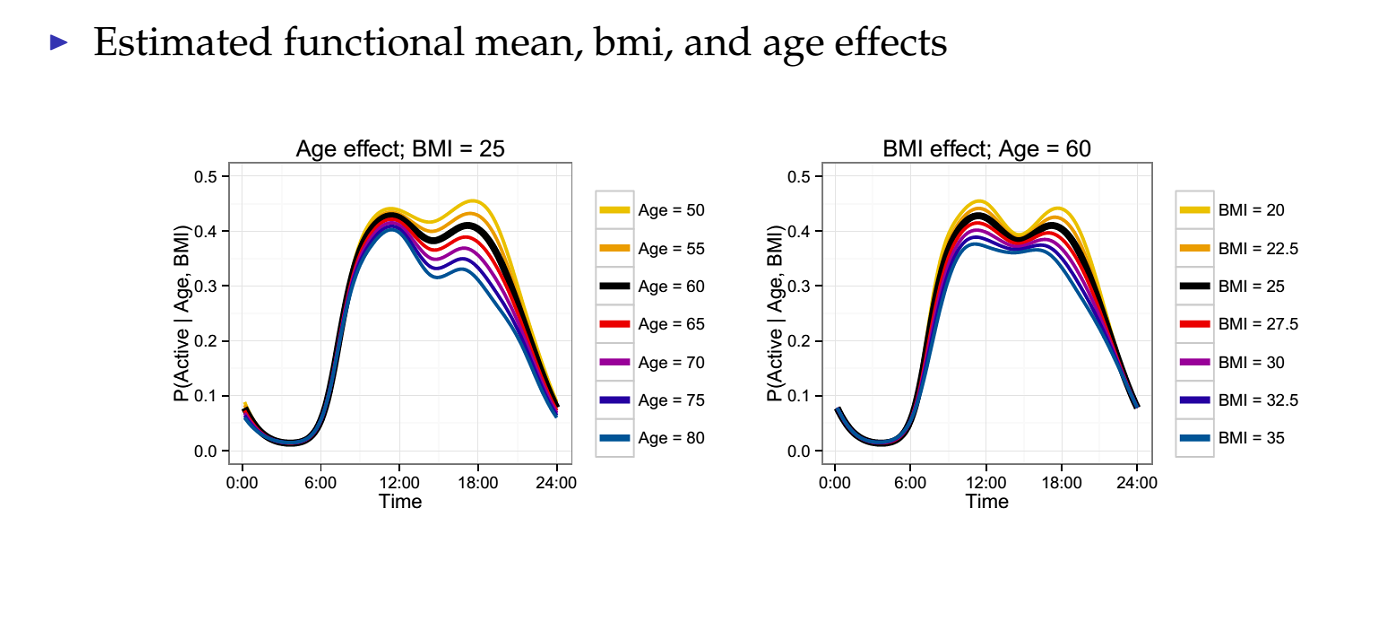 Estimated functional mean, bmi, and age effects
Age effect; BMI = 25
P(Active | Age, BMI)
0.5
0.4
0.3
0.2
0.1
0.0
0:00 6:00 12:00 18:00 24:00
Time
Age = 50
Age = 55
Age = 60
Age = 65
Age = 70
Age = 75
Age = 80
BMI effect; Age = 60
P(Active | Age, BMI)
0.5
0.4
0.3
0.2
0.1
0.0
0:00 6:00 12:00 18:00 24:00
Time
BMI = 20
BMI = 22.5
BMI = 25
BMI = 27.5
BMI = 30
BMI = 32.5
BMI = 35